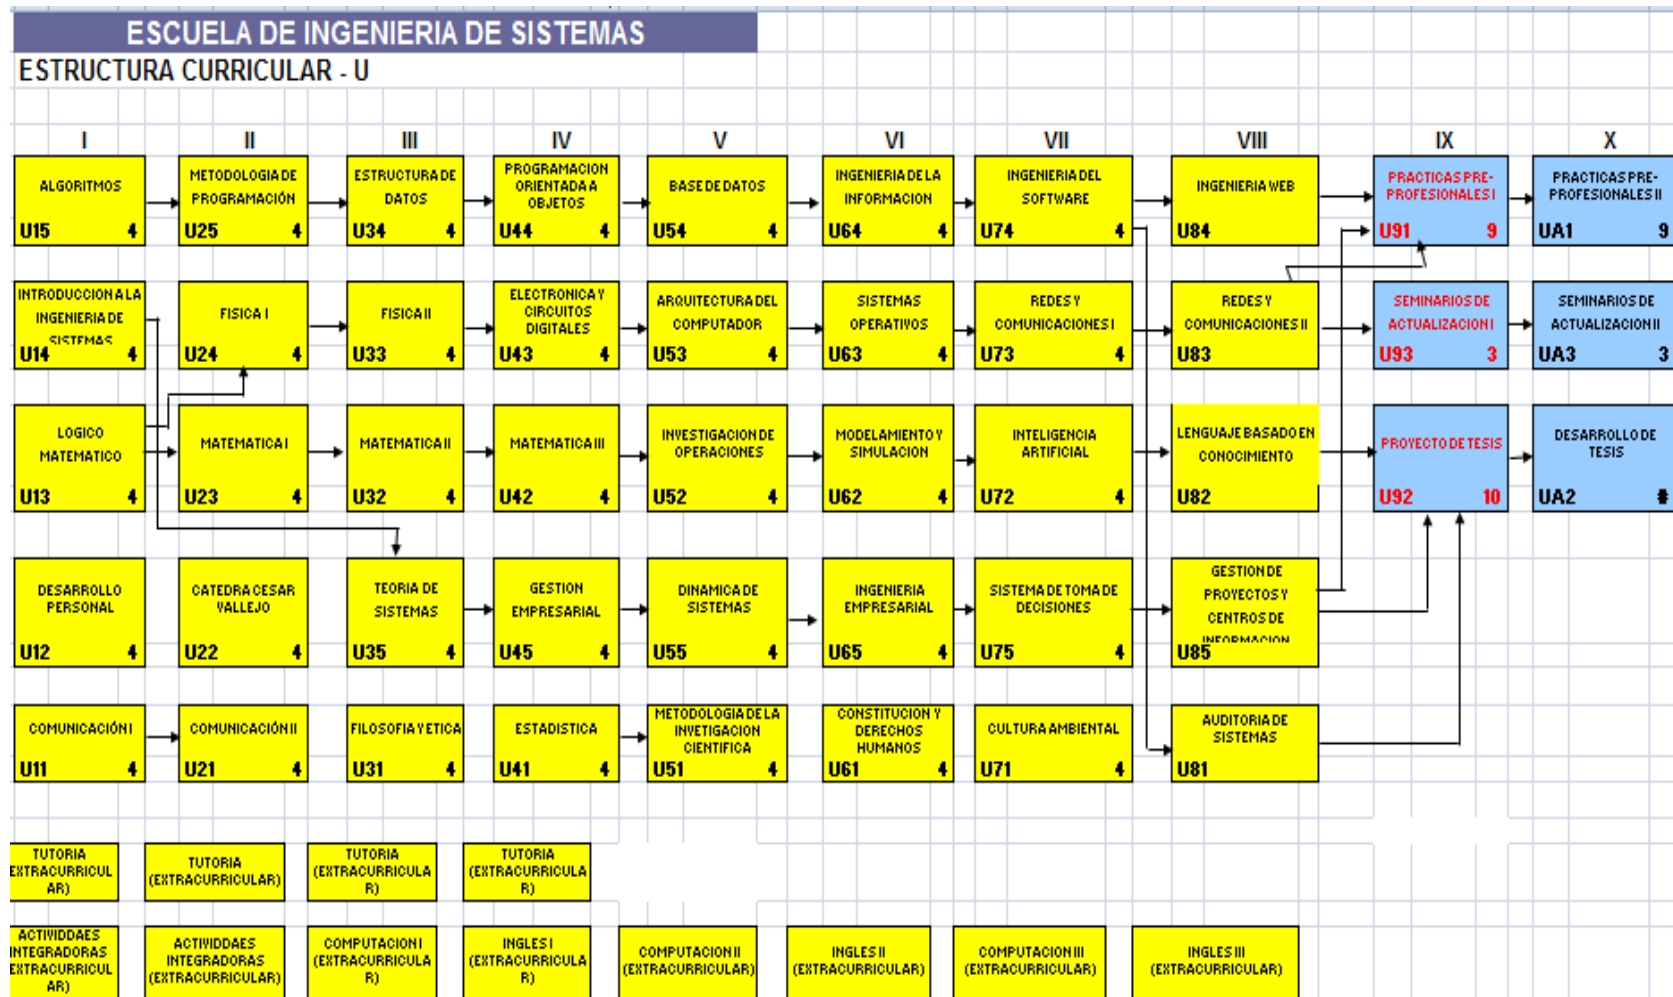 ESCUELA DE INGENIERIA DE SISTEMAS
ESTRUCTURA CURRICULAR - U
I II III IV V VI VII VIII IX X
ALGORITMOS
U15 4
METODOLOGIA DE
PROGRAMACIÓN
U25 4
ESTRUCTURA DE
DATOS
U34 4
PROGRAMACION
ORIENTADA A
OBJETOS
U44 4
BASE DE DATOS
U54 4
INGENIERIA DE LA
INFORMACION
U64 4
INGENIERIA DEL
SOFTWARE
U74 4
INGENIERIA WEB
U84
PRACTICAS PRE-
PROFESIONALES I
U91 9
PRACTICAS PRE-
PROFESIONALES II
UA1 9
INTRODUCCION A LA
INGENIERIA DE
SISTEMAS
U14 4
FISICA I
U24 4
FISICA II
U33 4
ELECTRONICA Y
CIRCUITOS
DIGITALES
U43 4
ARQUITECTURA DEL
COMPUTADOR
U53 4
SISTEMAS
OPERATIVOS
U63 4
REDES Y
COMUNICACIONES I
U73 4
REDES Y
COMUNICACIONES II
U83
SEMINARIOS DE
ACTUALIZACION I
U93 3
SEMINARIOS DE
ACTUALIZACION II
UA3 3
LOGICO
MATEMATICO
U13 4
MATEMATICA I
U23 4
MATEMATICA II
U32 4
MATEMATICA III
U42 4
INVESTIGACION DE
OPERACIONES
U52 4
MODELAMIENTO Y
SIMULACION
U62 4
INTELIGENCIA
ARTIFICIAL
U72 4
LENGUAJE BASADO EN
CONOCIMIENTO
U82
PROYECTO DE TESIS
U92 10
DESARROLLO DE
TESIS
UA2 #
DESARROLLO
PERSONAL
U12 4
CATEDRA CESAR
VALLEJO
U22 4
TEORIA DE
SISTEMAS
U35 4
GESTION
EMPRESARIAL
U45 4
DINAMICA DE
SISTEMAS
U55 4
INGENIERIA
EMPRESARIAL
U65 4
SISTEMA DE TOMA DE
DECISIONES
U75 4
GESTION DE
PROYECTOS Y
CENTROS DE
INFORMACION
U85
COMUNICACIÓN I
U11 4
COMUNICACIÓN II
U21 4
FILOSOFIA Y ETICA
U31 4
ESTADISTICA
U41 4
METODOLOGIA DE LA
INVETIGACION
CIENTIFICA
U51 4
CONSTITUCION Y
DERECHOS
HUMANOS
U61 4
CULTURA AMBIENTAL
U71 4
AUDITORIA DE
SISTEMAS
U81
TUTORIA
EXTRACURRICUL
AR)
TUTORIA
(EXTRACURRICULAR)
TUTORIA
(EXTRACURRICULA
R)
TUTORIA
(EXTRACURRICULA
R)
ACTIVIDDAES
INTEGRADORAS
EXTRACURRICUL
AR)
ACTIVIDDAES
INTEGRADORAS
(EXTRACURRICULAR)
COMPUTACION I
(EXTRACURRICULA
R)
INGLES I
(EXTRACURRICULA
R)
COMPUTACION II
(EXTRACURRICULAR)
INGLES II
(EXTRACURRICULAR)
COMPUTACION III
(EXTRACURRICULAR)
INGLES III
(EXTRACURRICULAR)